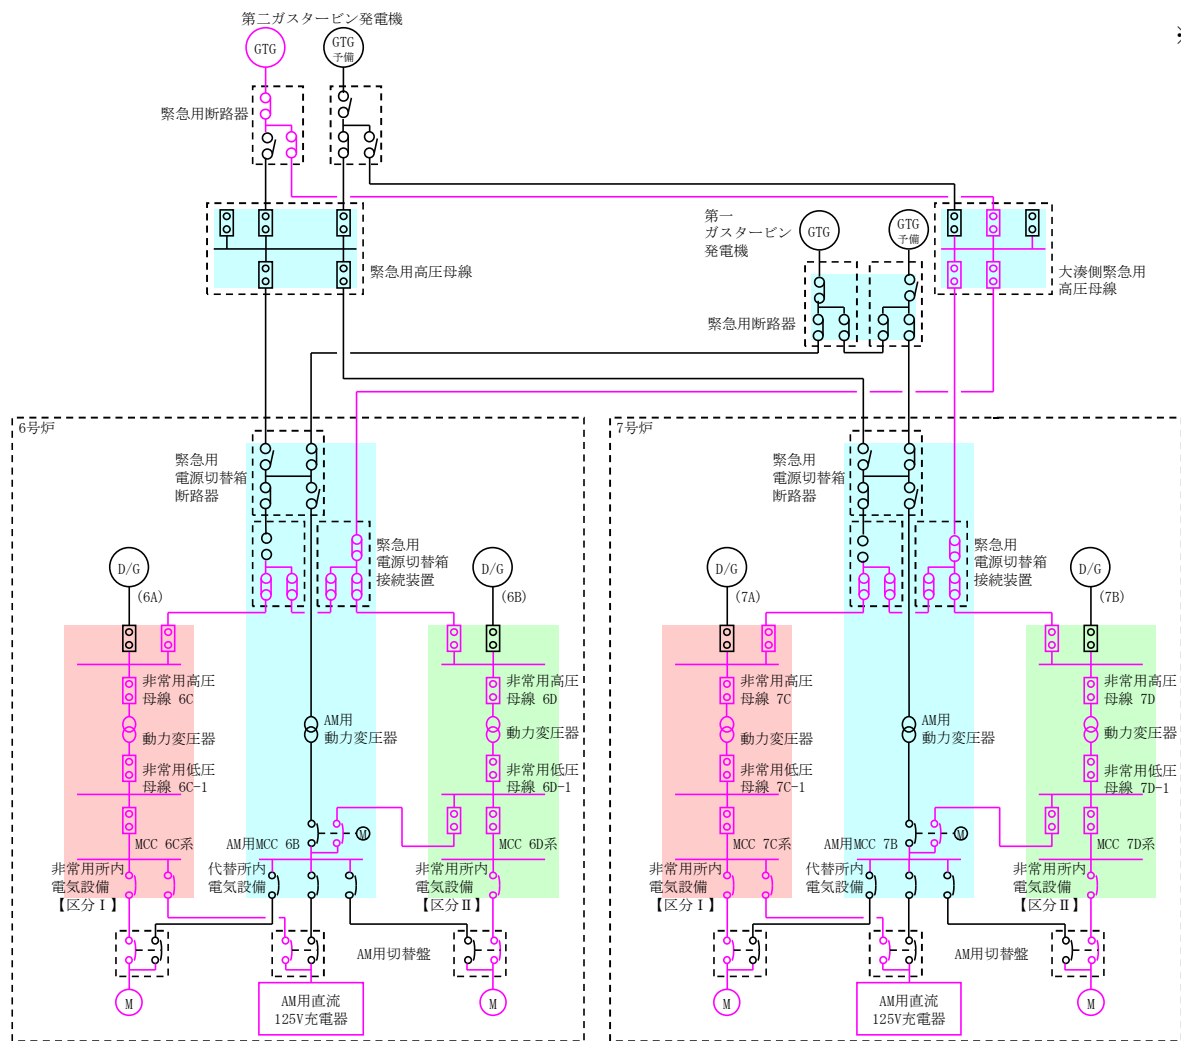 第二ガスタービン発電機
GTG
GTG
予備
※
緊急用断路器
緊急用高圧母線
第一
ガスタービン
発電機
GTG
GTG
予備
緊急用断路器
大湊側緊急用
高圧母線
6号炉
緊急用
電源切替箱
断路器
緊急用
電源切替箱
接続装置
D/G
(6A)
D/G
(6B)
非常用高圧
母線 6C
動力変圧器
非常用低圧
母線 6C-1
MCC 6C系
非常用所内
電気設備
【区分Ⅰ】
AM用
動力変圧器
M
AM用MCC 6B
代替所内
電気設備
非常用高圧
母線 6D
動力変圧器
非常用低圧
母線 6D-1
MCC 6D系
非常用所内
電気設備
【区分Ⅱ】
AM用切替盤
M
AM用直流
125V充電器
M
7号炉
緊急用
電源切替箱
断路器
緊急用
電源切替箱
接続装置
D/G
(7A)
D/G
(7B)
非常用高圧
母線 7C
動力変圧器
非常用低圧
母線 7C-1
MCC 7C系
非常用所内
電気設備
【区分Ⅰ】
AM用
動力変圧器
M
AM用MCC 7B
代替所内
電気設備
非常用高圧
母線 7D
動力変圧器
非常用低圧
母線 7D-1
MCC 7D系
非常用所内
電気設備
【区分Ⅱ】
AM用切替盤
M
AM用直流
125V充電器
M